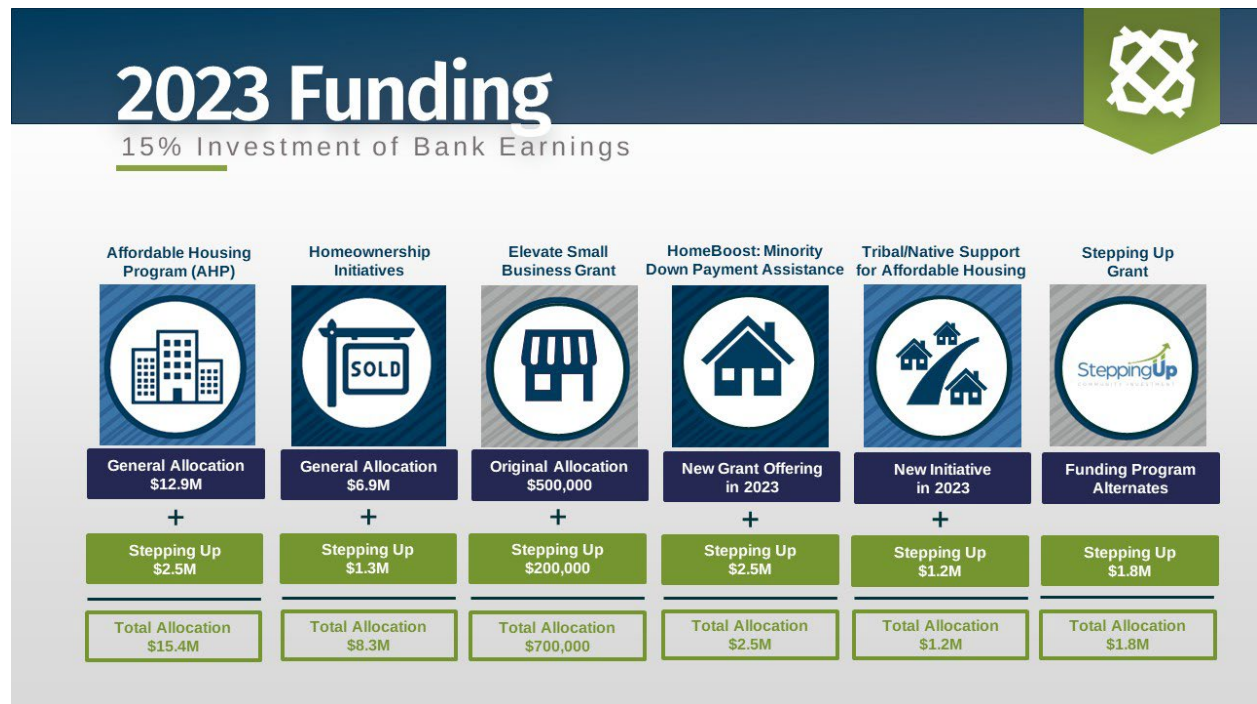 2023 Funding
15% Investment of Bank Earnings
Affordable Housing
Program (AHP)
General Allocation
$12.9M
+
Stepping Up
$2.5M
Total Allocation
$15.4M
Homeownership
Initiatives
SOLD
General Allocation
$6.9M
+
Stepping Up
$1.3M
Total Allocation
$8.3M
Elevate Small
Business Grant
Original Allocation
$500,000
+
Stepping Up
$200,000
Total Allocation
$700,000
HomeBoost: Minority
Down Payment Assistance
New Grant Offering
in 2023
+
Stepping Up
$2.5M
Total Allocation
$2.5M
Tribal/Native Support
for Affordable Housing
New Initiative
in 2023
+
Stepping Up
$1.2M
Total Allocation
$1.2M
Stepping Up
Grant
SteppingUp
COMMUNITY INVESTMENT
Funding Program
Alternates
Stepping Up
$1.8M
Total Allocation
$1.8M